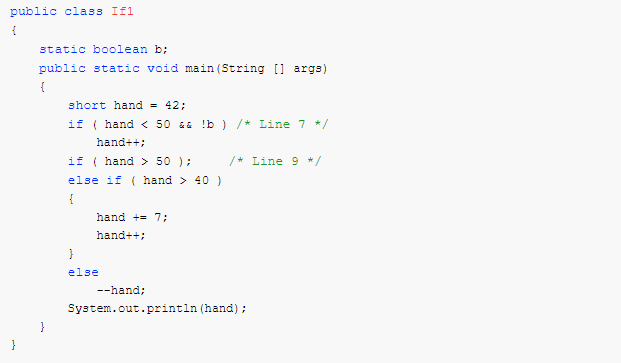 public class If1
{
    static boolean b;
    public static void main(String [] args)
    {
        short hand = 42;
        if ( hand < 50 && !b ) /* Line 7 */
            hand++;
        if ( hand > 50 );     /* Line 9 */
        else if ( hand > 40 )
        {
            hand += 7;
            hand++;
        }
        else
            --hand;
        System.out.println(hand);
    }
}